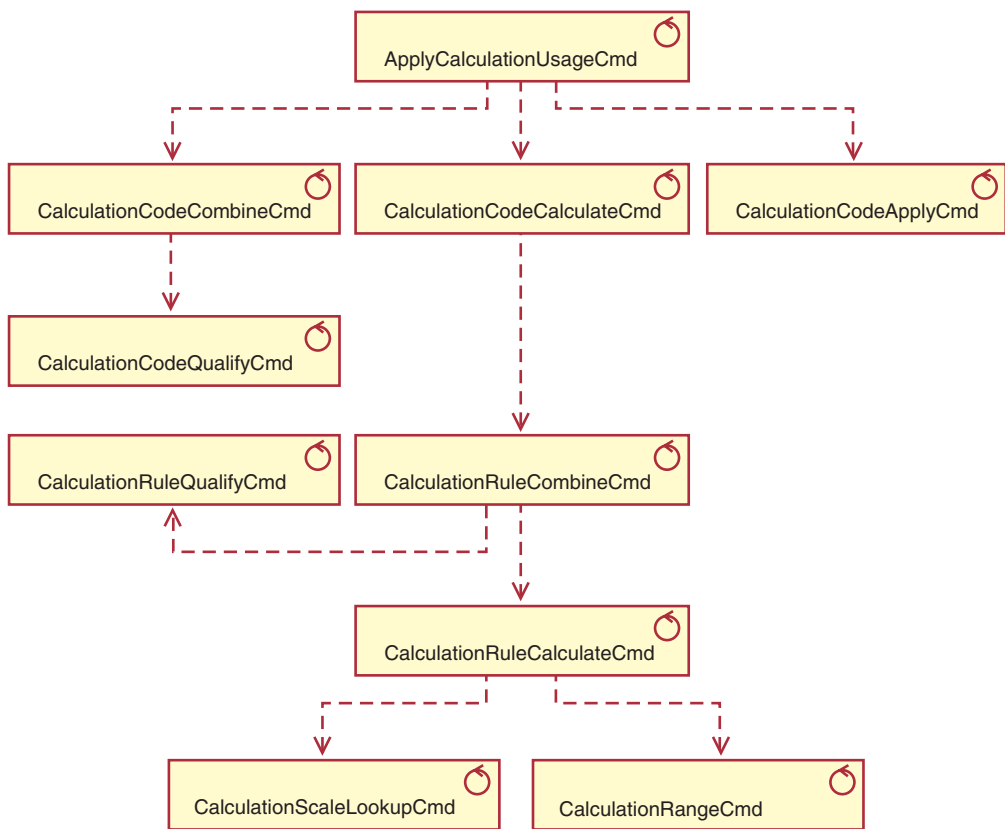 ApplyCalculationUsageCmd
CalculationCodeCombineCmd
CalculationCodeCalculateCmd
CalculationCodeApplyCmd
CalculationCodeQualifyCmd
CalculationRuleQualifyCmd
CalculationRuleCombineCmd
CalculationRuleCalculateCmd
CalculationScaleLookupCmd
CalculationRangeCmd